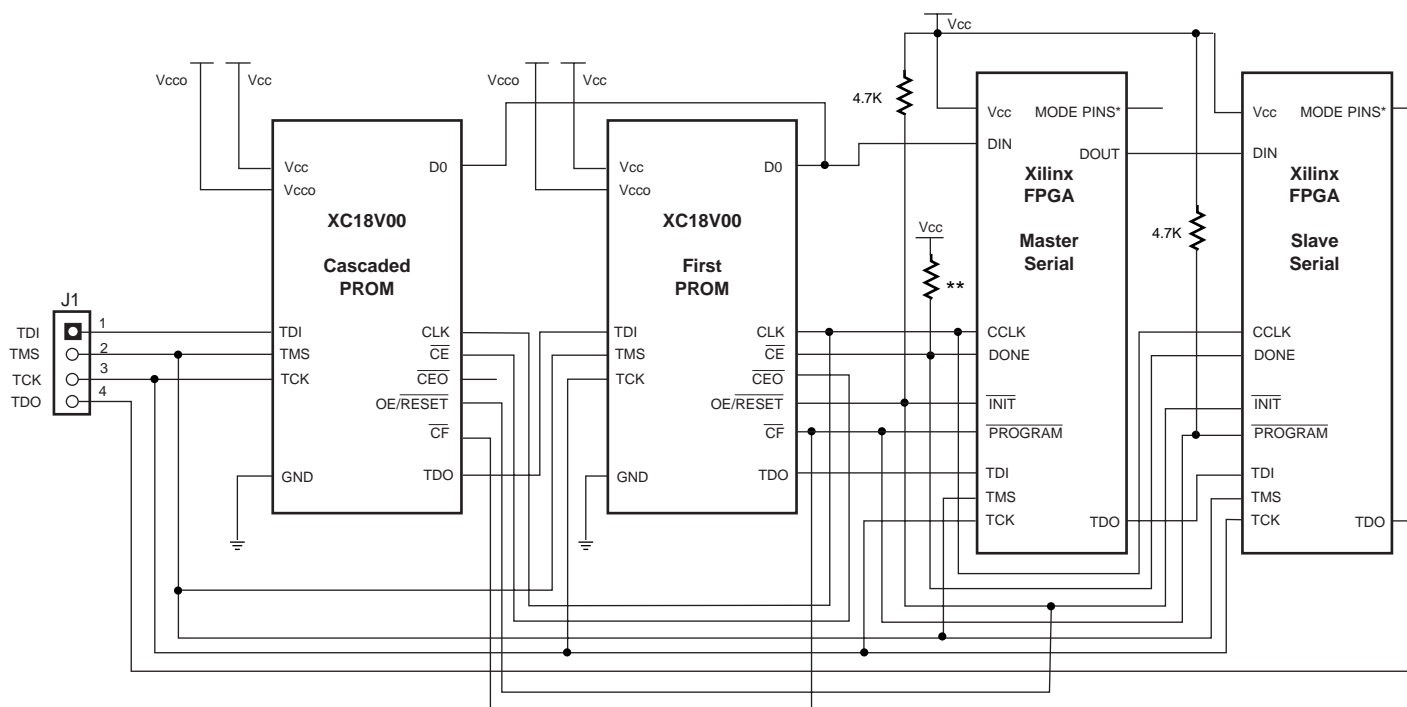 Vcc
Vcco
Vcc
Vcco
Vcc
4.7K
Vcc
Vcco
D0
XC18V00
Cascaded
PROM
TDI
TMS
TCK
GND
CLK
CE
CEO
OE/RESET
CF
TDO
Vcc
Vcco
D0
XC18V00
First
PROM
TDI
TMS
TCK
GND
CLK
CE
CEO
OE/RESET
CF
TDO
Vcc
**
Vcc
MODE PINS*
DIN
DOUT
Xilinx
FPGA
Master
Serial
CCLK
DONE
INIT
PROGRAM
TDI
TMS
TCK
TDO
4.7K
Vcc
MODE PINS*
DIN
Xilinx
FPGA
Slave
Serial
CCLK
DONE
INIT
PROGRAM
TDI
TMS
TCK
TDO
J1
TDI 1
TMS 2
TCK 3
TDO 4